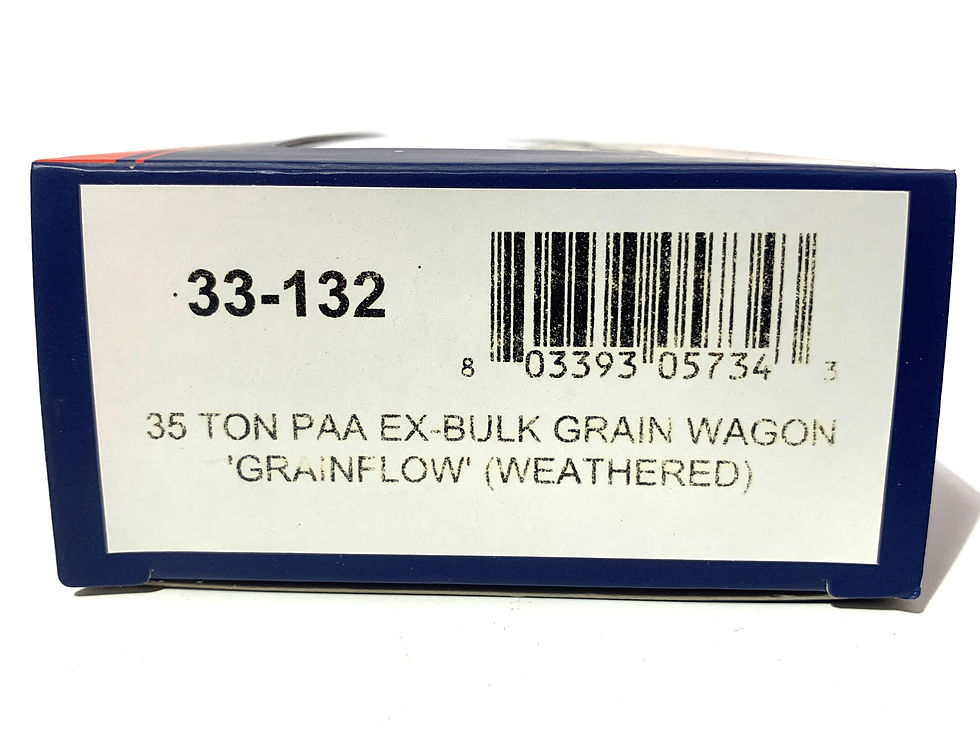 33-132
8 03393 05734 3
35 TON PAA EX-BULK GRAIN WAGON
'GRAINFLOW' (WEATHERED)